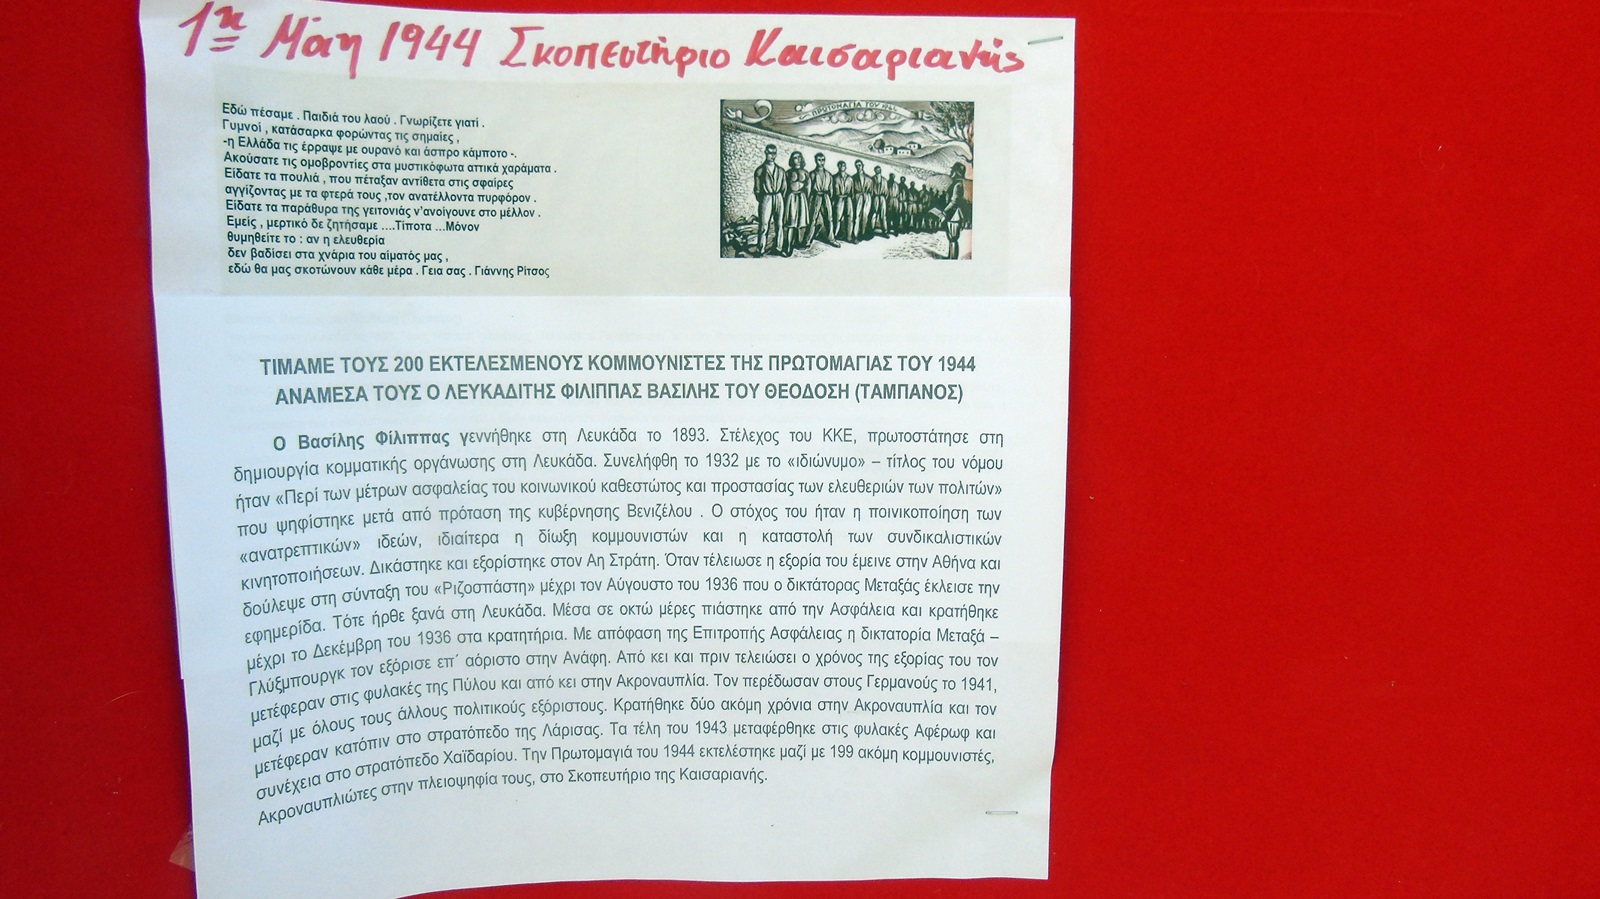 1η Μάη 1944 Σκοπευτήριο Καισαριανής
Εδώ πέσαμε . Παιδιά του λαού . Γνωρίζετε γιατί .
Γυμνοί , κατάσαρκα φορώντας τις σημαίες ,
-η Ελλάδα τις έρραψε με ουρανό και άσπρο κάμποτο -.
Ακούσατε τις ομοβροντίες στα μυστικόφωτα αττικά χαράματα .
Είδατε τα πουλιά , που πέταξαν αντίθετα στις σφαίρες
αγγίζοντας με τα φτερά τους ,τον ανατέλλοντα πυρφόρον .
Είδατε τα παράθυρα της γειτονιάς ν'ανοίγουνε στο μέλλον .
Εμείς , μερτικό δε ζητήσαμε ....Τίποτα ...Μόνον
θυμηθείτε το : αν η ελευθερία
δεν βαδίσει στα χνάρια του αίματός μας ,
εδώ θα μας σκοτώνουν κάθε μέρα . Γεια σας . Γιάννης Ρίτσος
ΠΡΩΤΟΜΑΓΙΑ ΤΟΥ
ΤΙΜΑΜΕ ΤΟΥΣ 200 ΕΚΤΕΛΕΣΜΕΝΟΥΣ ΚΟΜΜΟΥΝΙΣΤΕΣ ΤΗΣ ΠΡΩΤΟΜΑΓΙΑΣ ΤΟΥ 1944
ΑΝΑΜΕΣΑ ΤΟΥΣ Ο ΛΕΥΚΑΔΙΤΗΣ ΦΙΛΙΠΠΑΣ ΒΑΣΙΛΗΣ ΤΟΥ ΘΕΟΔΟΣΗ (ΤΑΜΠΑΝΟΣ)
Ο Βασίλης Φίλιππας γεννήθηκε στη Λευκάδα το 1893. Στέλεχος του ΚΚΕ, πρωτοστάτησε στη
δημιουργία κομματικής οργάνωσης στη Λευκάδα. Συνελήφθη το 1932 με το «ιδιώνυμο» – τίτλος του νόμου
ήταν «Περί των μέτρων ασφαλείας του κοινωνικού καθεστώτος και προστασίας των ελευθεριών των πολιτών»
που ψηφίστηκε μετά από πρόταση της κυβέρνησης Βενιζέλου . Ο στόχος του ήταν η ποινικοποίηση των
«ανατρεπτικών» ιδεών, ιδιαίτερα η δίωξη κομμουνιστών και η καταστολή των συνδικαλιστικών
κινητοποιήσεων. Δικάστηκε και εξορίστηκε στον Αη Στράτη. Όταν τέλειωσε η εξορία του έμεινε στην Αθήνα και
δούλεψε στη σύνταξη του «Ριζοσπάστη» μέχρι τον Αύγουστο του 1936 που ο δικτάτορας Μεταξάς έκλεισε την
εφημερίδα. Τότε ήρθε ξανά στη Λευκάδα. Μέσα σε οκτώ μέρες πιάστηκε από την Ασφάλεια και κρατήθηκε
μέχρι το Δεκέμβρη του 1936 στα κρατητήρια. Με απόφαση της Επιτροπής Ασφάλειας η δικτατορία Μεταξά –
Γλύξμπουργκ τον εξόρισε επ΄ αόριστο στην Ανάφη. Από κει και πριν τελειώσει ο χρόνος της εξορίας του τον
μετέφεραν στις φυλακές της Πύλου και από κει στην Ακροναυπλία. Τον περέδωσαν στους Γερμανούς το 1941,
μαζί με όλους τους άλλους πολιτικούς εξόριστους. Κρατήθηκε δύο ακόμη χρόνια στην Ακροναυπλία και τον
μετέφεραν κατόπιν στο στρατόπεδο της Λάρισας. Τα τέλη του 1943 μεταφέρθηκε στις φυλακές Αφέρωφ και
συνέχεια στο στρατόπεδο Χαϊδαρίου. Την Πρωτομαγιά του 1944 εκτελέστηκε μαζί με 199 ακόμη κομμουνιστές,
Ακροναυπλιώτες στην πλειοψηφία τους, στο Σκοπευτήριο της Καισαριανής.